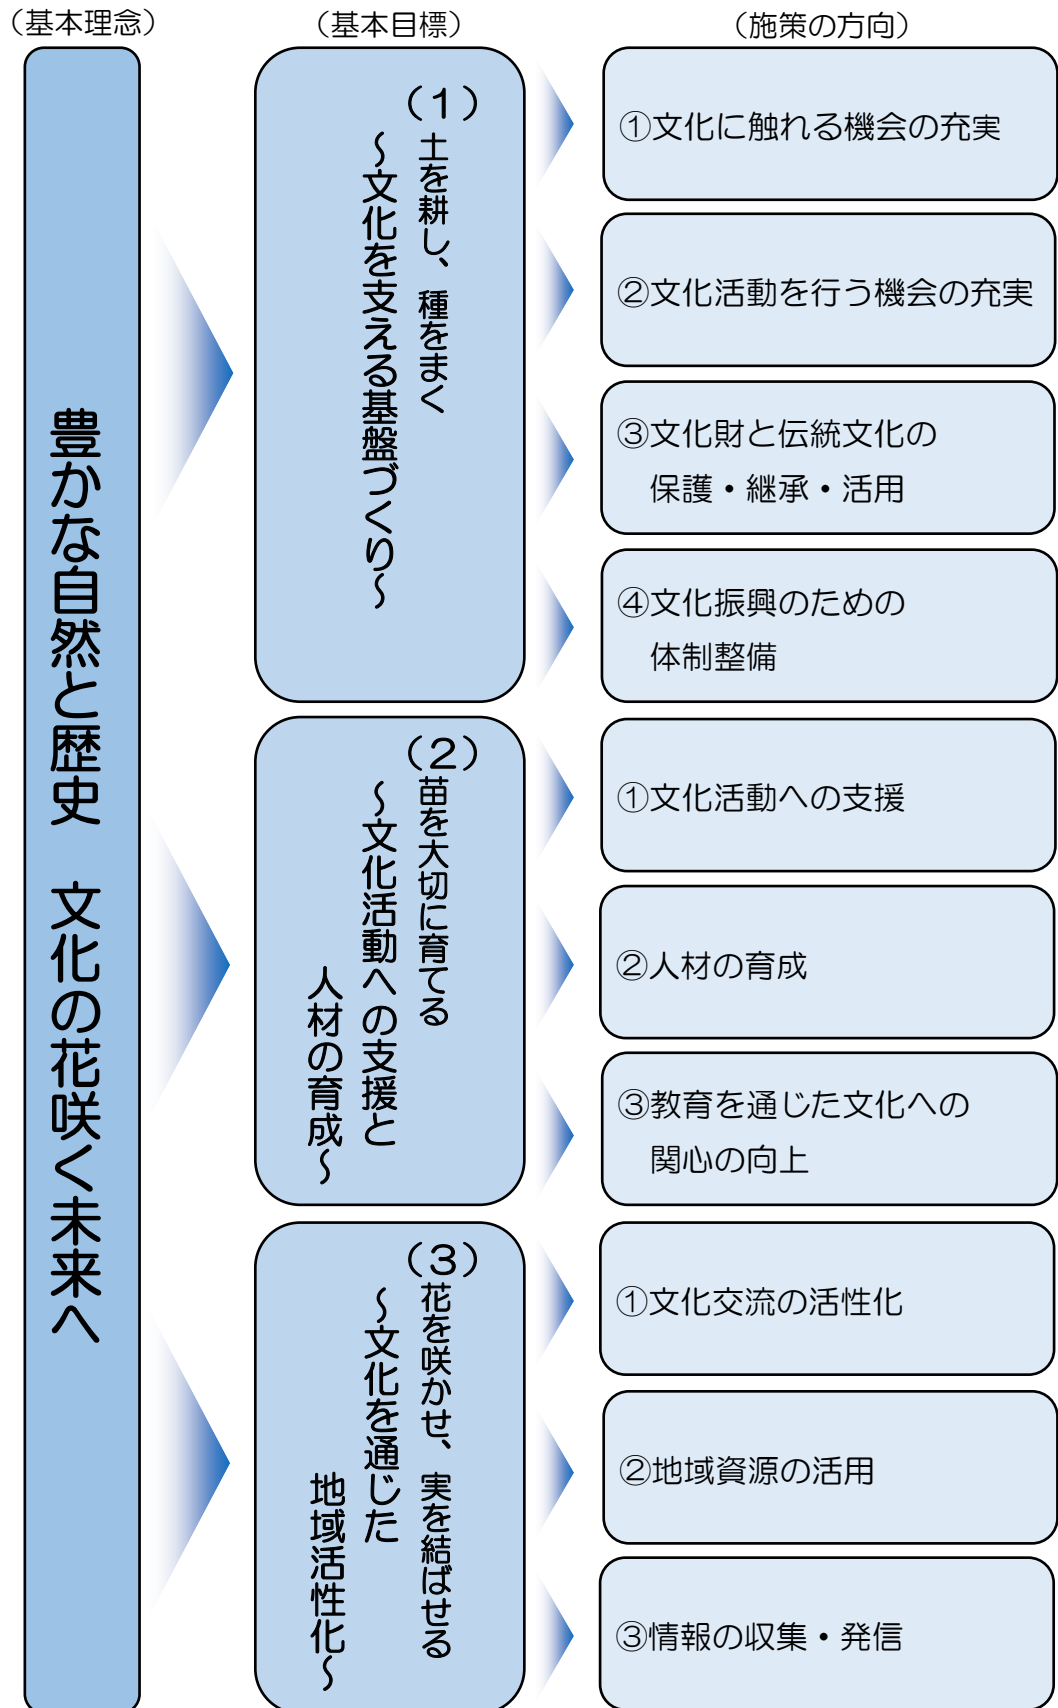 （基本理念）
（基本目標）
（施策の方向）
豊かな自然と歴史　文化の花咲く未来へ
（１）
土を耕し、種をまく
～文化を支える基盤づくり～
①文化に触れる機会の充実
②文化活動を行う機会の充実
③文化財と伝統文化の
保護・継承・活用
④文化振興のための
体制整備
（２）
苗を大切に育てる
～文化活動への支援と
人材の育成～
①文化活動への支援
②人材の育成
③教育を通じた文化への
関心の向上
（３）
花を咲かせ、実を結ばせる
～文化を通じた
地域活性化～
①文化交流の活性化
②地域資源の活用
③情報の収集・発信